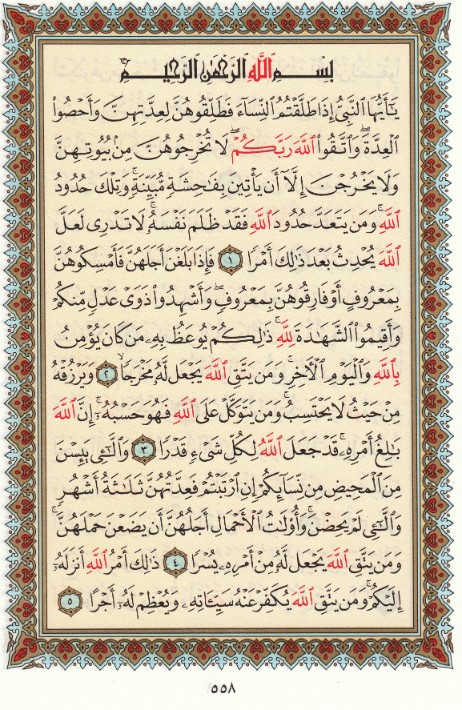 بِسْمِ ٱللَّهِ ٱلرَّحْمَٰنِ ٱلرَّحِيمِ
يَـٰٓأَيُّهَا ٱلنَّبِىُّ إِذَا طَلَّقْتُمُ ٱلنِّسَآءَ فَطَلِّقُوهُنَّ لِعِدَّتِهِنَّ وَأَحْصُوا۟
ٱلْعِدَّةَ ۖ وَٱتَّقُوا۟ ٱللَّهَ رَبَّكُمْ ۖ لَا تُخْرِجُوهُنَّ مِنۢ بُيُوتِهِنَّ
وَلَا يَخْرُجْنَ إِلَّآ أَن يَأْتِينَ بِفَـٰحِشَةٍ مُّبَيِّنَةٍ ۚ وَتِلْكَ حُدُودُ
ٱللَّهِ ۚ وَمَن يَتَعَدَّ حُدُودَ ٱللَّهِ فَقَدْ ظَلَمَ نَفْسَهُۥ ۚ لَا تَدْرِى لَعَلَّ
ٱللَّهَ يُحْدِثُ بَعْدَ ذَٰلِكَ أَمْرًا ١ فَإِذَا بَلَغْنَ أَجَلَهُنَّ فَأَمْسِكُوهُنَّ
بِمَعْرُوفٍ أَوْ فَارِقُوهُنَّ بِمَعْرُوفٍ وَأَشْهِدُوا۟ ذَوَىْ عَدْلٍ مِّنكُمْ
وَأَقِيمُوا۟ ٱلشَّهَـٰدَةَ لِلَّهِ ۚ ذَٰلِكُمْ يُوعَظُ بِهِۦ مَن كَانَ يُؤْمِنُ
بِٱللَّهِ وَٱلْيَوْمِ ٱلْـَٔاخِرِ ۚ وَمَن يَتَّقِ ٱللَّهَ يَجْعَل لَّهُۥ مَخْرَجًا ٢ وَيَرْزُقْهُ
مِنْ حَيْثُ لَا يَحْتَسِبُ ۚ وَمَن يَتَوَكَّلْ عَلَى ٱللَّهِ فَهُوَ حَسْبُهُۥٓ ۚ إِنَّ ٱللَّهَ
بَـٰلِغُ أَمْرِهِۦ ۚ قَدْ جَعَلَ ٱللَّهُ لِكُلِّ شَىْءٍ قَدْرًا ٣ وَٱلَّـٰٓـِٔى يَئِسْنَ
مِنَ ٱلْمَحِيضِ مِن نِّسَآئِكُمْ إِنِ ٱرْتَبْتُمْ فَعِدَّتُهُنَّ ثَلَـٰثَةُ أَشْهُرٍ
وَٱلَّـٰٓـِٔى لَمْ يَحِضْنَ ۚ وَأُو۟لَـٰتُ ٱلْأَحْمَالِ أَجَلُهُنَّ أَن يَضَعْنَ حَمْلَهُنَّ ۚ
وَمَن يَتَّقِ ٱللَّهَ يَجْعَل لَّهُۥ مِنْ أَمْرِهِۦ يُسْرًا ٤ ذَٰلِكَ أَمْرُ ٱللَّهِ أَنزَلَهُۥٓ
إِلَيْكُمْ ۚ وَمَن يَتَّقِ ٱللَّهَ يُكَفِّرْ عَنْهُ سَيِّـَٔاتِهِۦ وَيُعْظِمْ لَهُۥٓ أَجْرًا ٥
٥٥٨